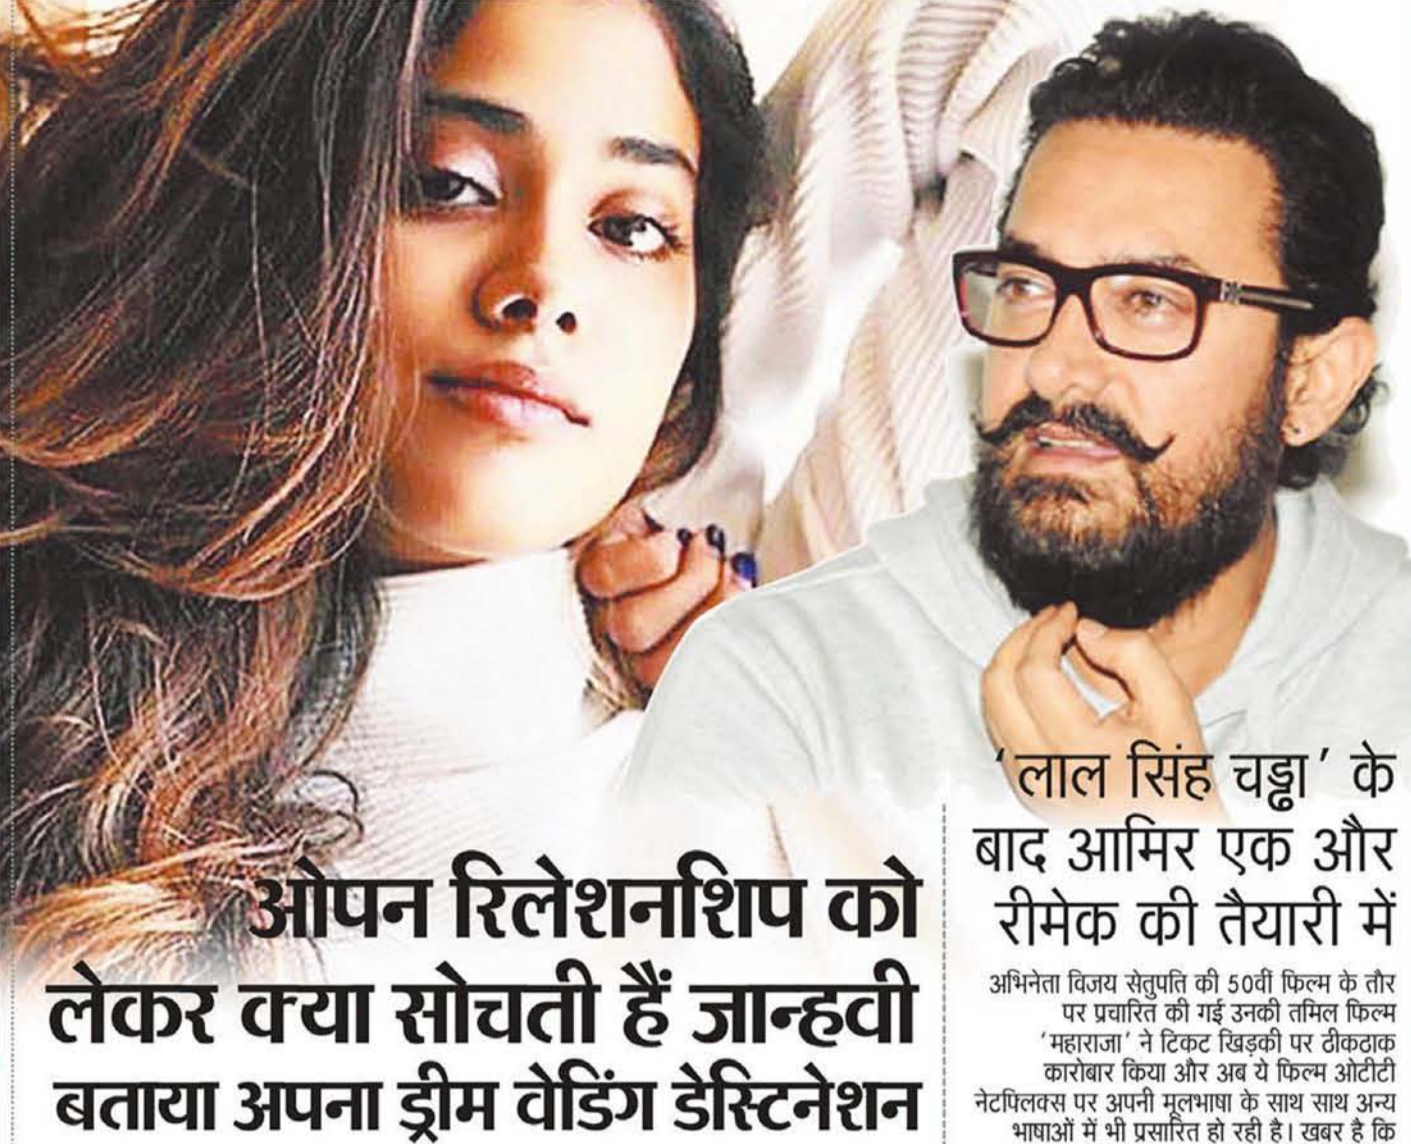 ओपन रिलेशनशिप को
लेकर क्या सोचती हैं जान्हवी
बताया अपना ड्रीम वेडिंग डेस्टिनेशन
'लाल सिंह चड्ढा' के
बाद आमिर एक और
रीमेक की तैयारी में
अभिनेता विजय सेतुपति की 50वीं फिल्म के तौर
पर प्रचारित की गई उनकी तमिल फिल्म
'महाराजा' ने टिकट खिड़की पर ठीकठाक
कारोबार किया और अब ये फिल्म ओटीटी
नेटफ्लिक्स पर अपनी मूलभाषा के साथ साथ अन्य
भाषाओं में भी प्रसारित हो रही है। खबर है कि